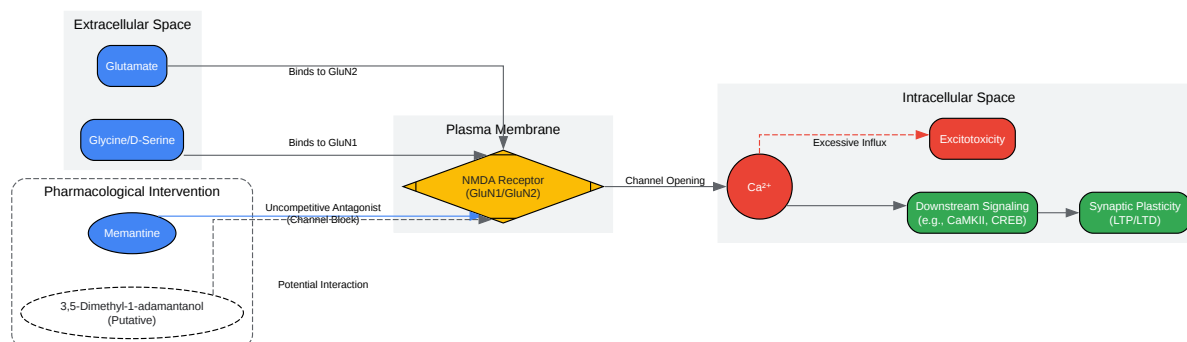 Extracellular Space
Glutamate
Binds to GluN2
Glycine/D-Serine
Binds to GluN1
Pharmacological Intervention
Memantine
Uncompetitive Antagonist
(Channel Block)
3,5-Dimethyl-1-adamantanol
(Putative)
Potential Interaction
Plasma Membrane
NMDA Receptor
(GluN1/GluN2)
Channel Opening
Intracellular Space
Ca²⁺
Excessive Influx
Excitotoxicity
Downstream Signaling
(e.g., CaMKII, CREB)
Synaptic Plasticity
(LTP/LTD)